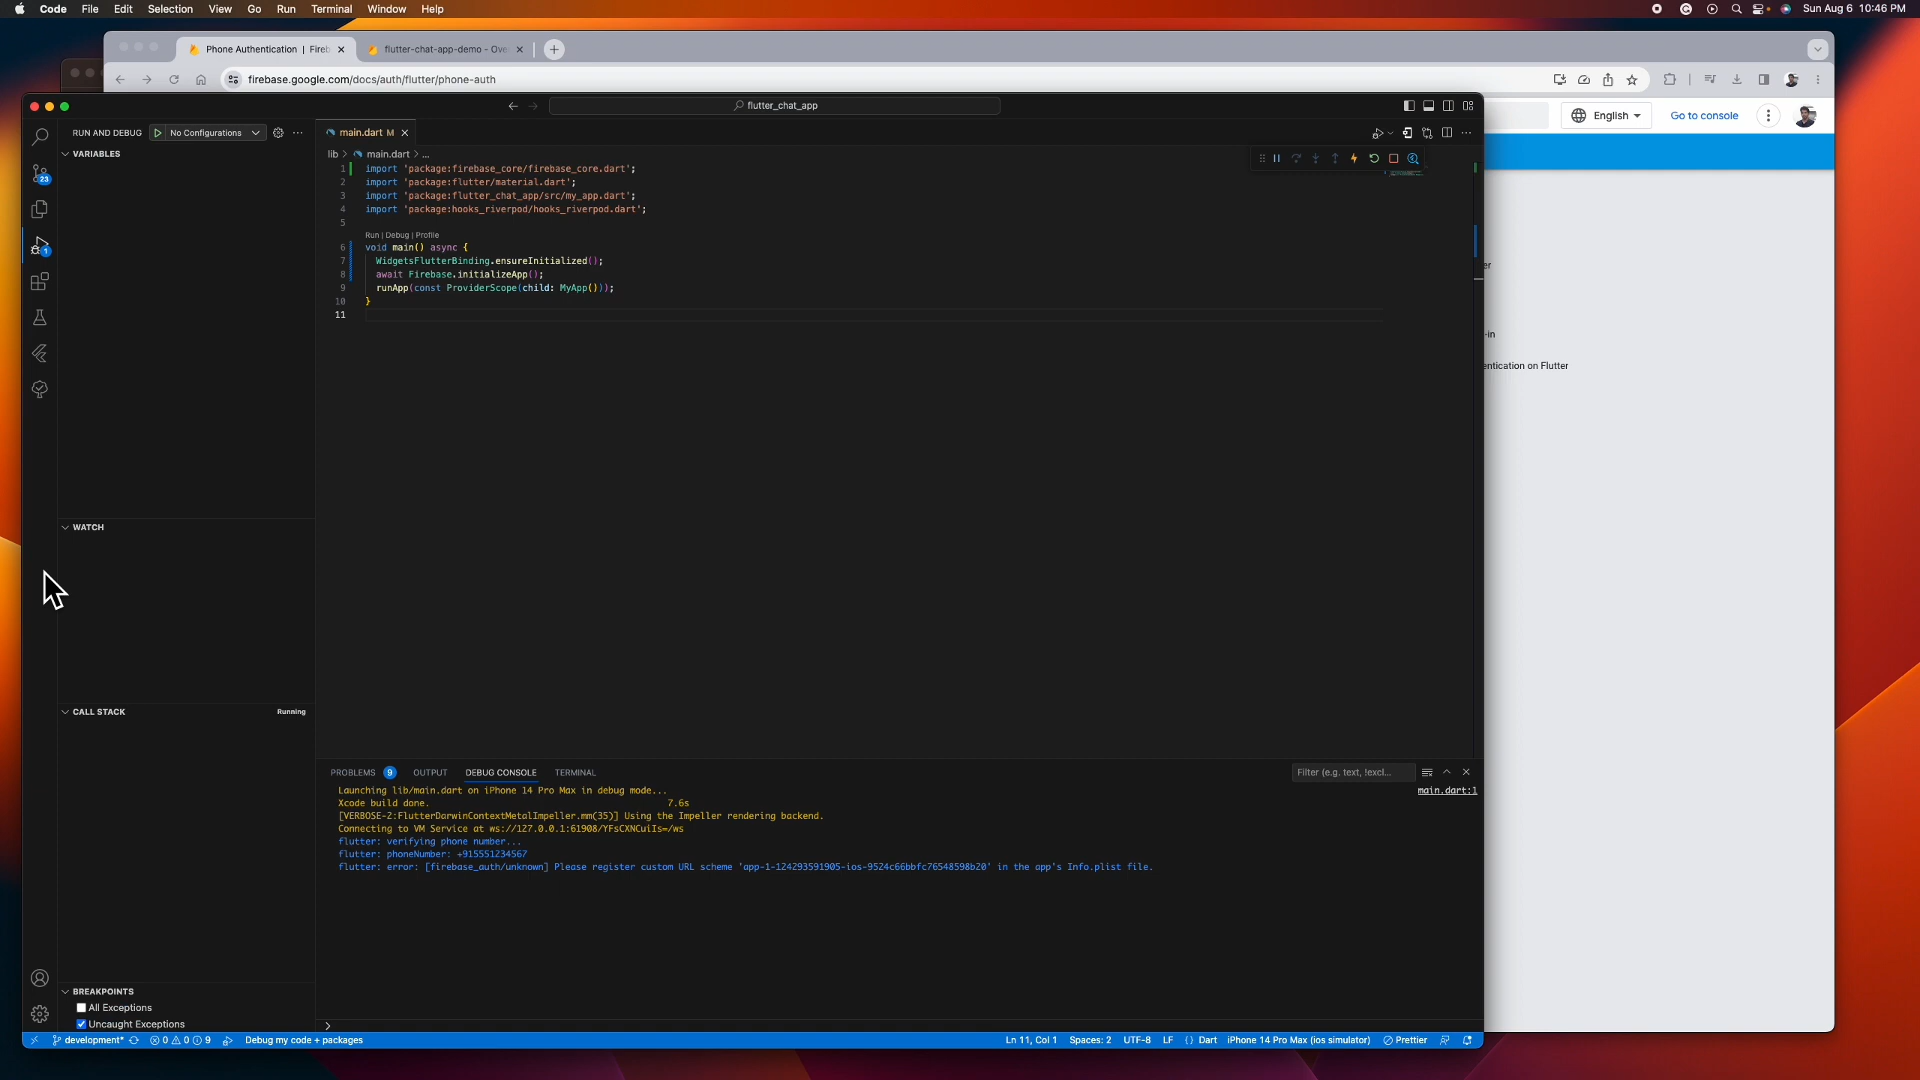 Code File Edit Selection View Go Run Terminal Window Help
Sun Aug 6 10:46 PM
Phone Authentication | Fireb
flutter-chat-app-demo - Ove
firebase.google.com/docs/auth/flutter/phone-auth
flutter_chat_app
English
Go to console
RUN AND DEBUG
No Configurations
main.dart M
VARIABLES
lib > main.dart > ...
1 import 'package:firebase_core/firebase_core.dart';
2 import 'package:flutter/material.dart';
3 import 'package:flutter_chat_app/src/my_app.dart';
4 import 'package:hooks_riverpod/hooks_riverpod.dart';
5
Run | Debug | Profile
6 void main() async {
7 WidgetsFlutterBinding.ensureInitialized();
8 await Firebase.initializeApp();
9 runApp(const ProviderScope(child: MyApp()));
10 }
11
23
1
er
-in
entication on Flutter
WATCH
CALL STACK
Running
PROBLEMS 9 OUTPUT DEBUG CONSOLE TERMINAL
Filter (e.g. text, !excl...
Launching lib/main.dart on iPhone 14 Pro Max in debug mode...
main.dart:1
Xcode build done. 7.6s
[VERBOSE-2:FlutterDarwinContextMetalImpeller.mm(35)] Using the Impeller rendering backend.
Connecting to VM Service at ws://127.0.0.1:61908/YFsCXNCuiIs=/ws
flutter: verifying phone number...
flutter: phoneNumber: +915551234567
flutter: error: [firebase_auth/unknown] Please register custom URL scheme 'app-1-124293591905-ios-9524c66bbfc76548598b20' in the app's Info.plist file.
BREAKPOINTS
All Exceptions
Uncaught Exceptions
development* 0 0 9 Debug my code + packages
Ln 11, Col 1 Spaces: 2 UTF-8 LF {} Dart iPhone 14 Pro Max (ios simulator) Prettier